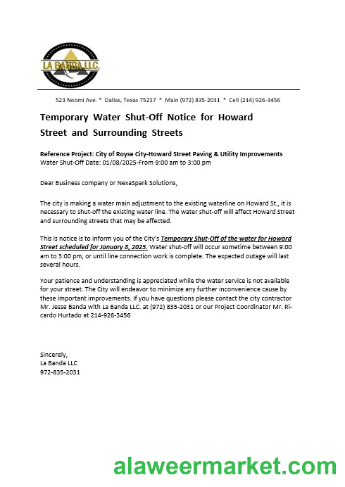 LA BANDA LLC
523 Neomi Ave. * Dallas, Texas 75217 * Main (972) 835-2031 * Cell (214) 926-3456
Temporary Water Shut-Off Notice for Howard
Street and Surrounding Streets
Reference Project: City of Royse City-Howard Street Paving & Utility Improvements
Water Shut-Off Date: 01/08/2025-From 9:00 am to 3:00 pm
Dear Business company or NexaSpark Solutions,
The city is making a water main adjustment to the existing waterline on Howard St., it is
necessary to shut-off the existing water line. The water shut-off will affect Howard Street
and surrounding streets that may be affected.
This is notice is to inform you of the City's Temporary Shut-Off of the water for Howard
Street scheduled for January 8, 2025. Water shut-off will occur sometime between 9:00
am to 3:00 pm, or until line connection work is complete. The expected outage will last
several hours.
Your patience and understanding is appreciated while the water service is not available
for your street. The City will endeavor to minimize any further inconvenience cause by
these important improvements. If you have questions please contact the city contractor
Mr. Jesse Banda with La Banda LLC. at (972) 835-2031 or our Project Coordinator Mr. Ri-
cardo Hurtado at 214-926-3456
Sincerely,
La Banda LLC
972-835-2031
alaweermarket.com